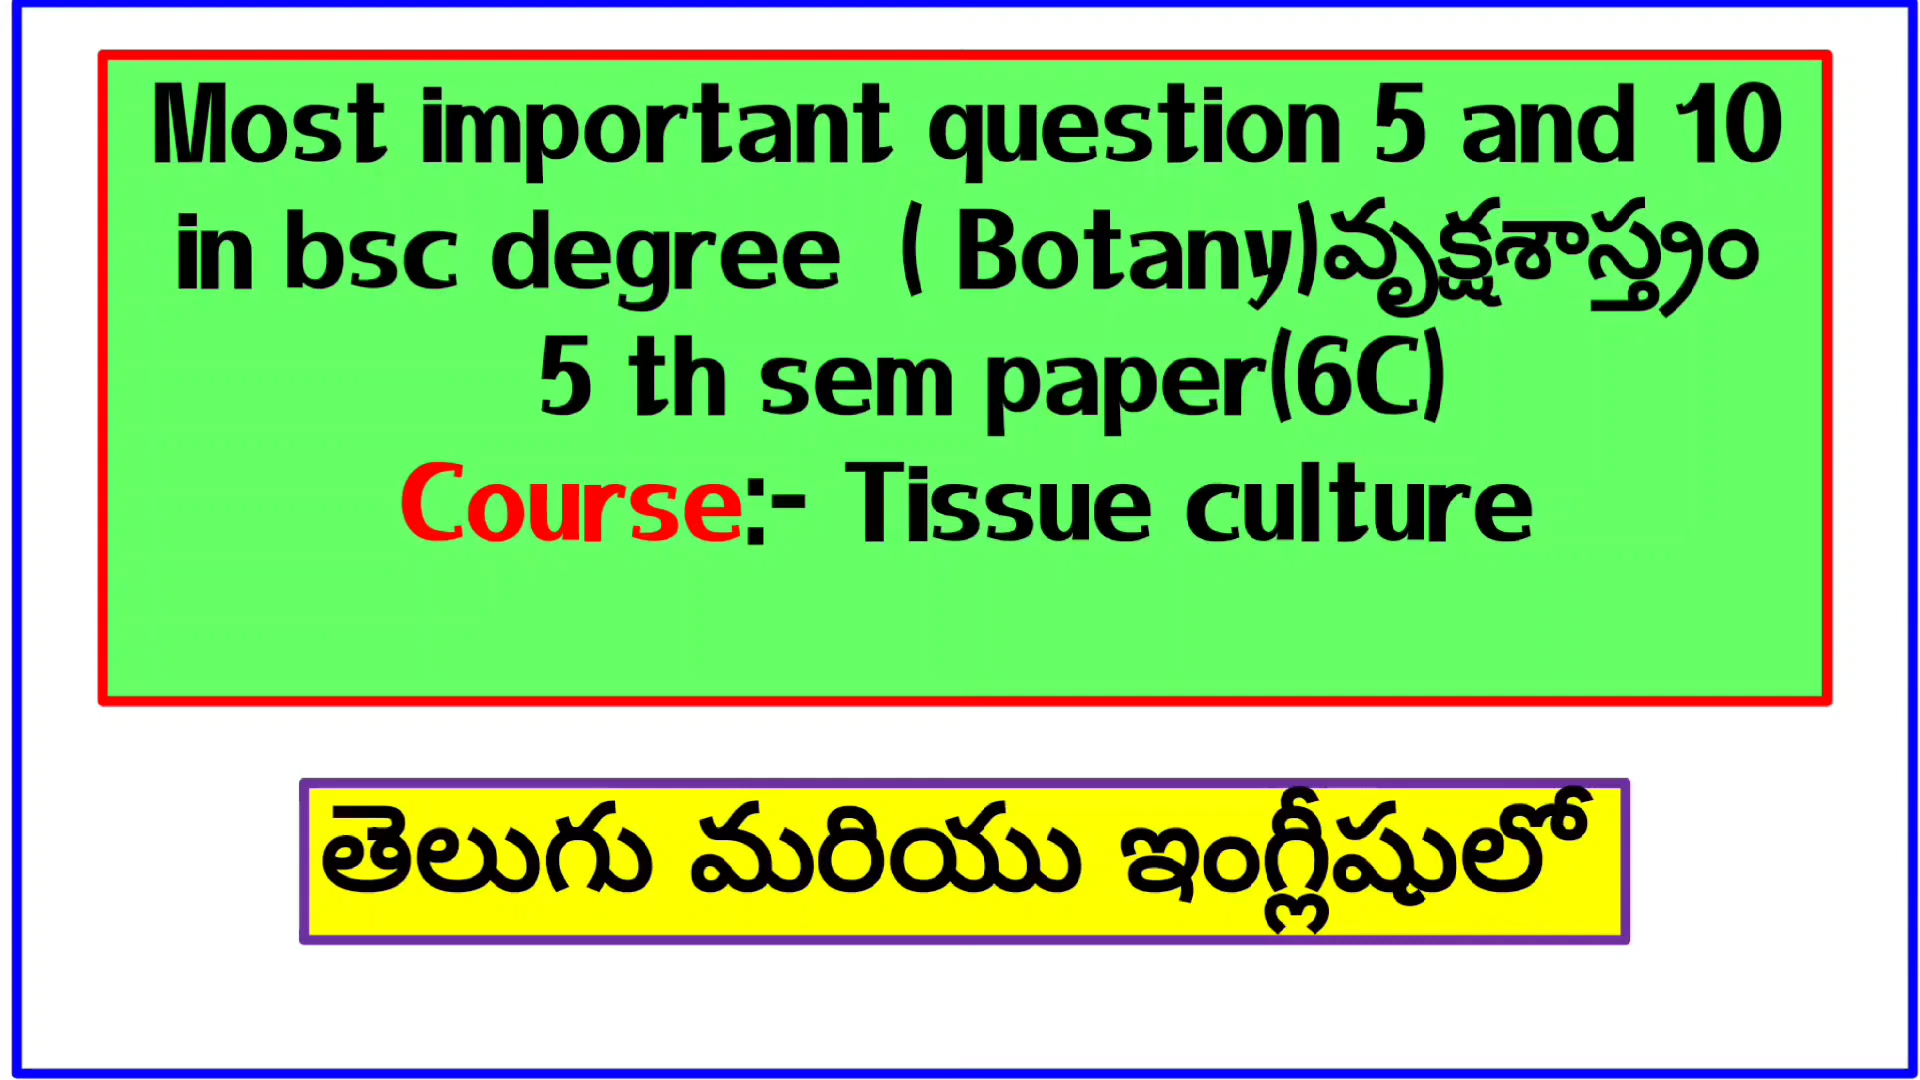 Most important question 5 and 10
in bsc degree ( Botany)వృక్షశాస్త్రం
5 th sem paper(6C)
Course:- Tissue culture
తెలుగు మరియు ఇంగ్లీషులో